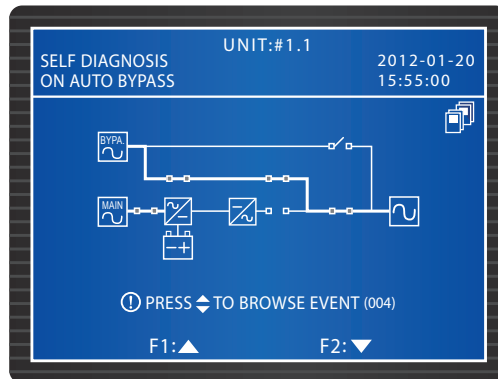 UNIT:#1.1
SELF DIAGNOSIS
ON AUTO BYPASS
2012-01-20
15:55:00
BYPA.
MAIN
PRESS TO BROWSE EVENT (004)
F1:
F2: